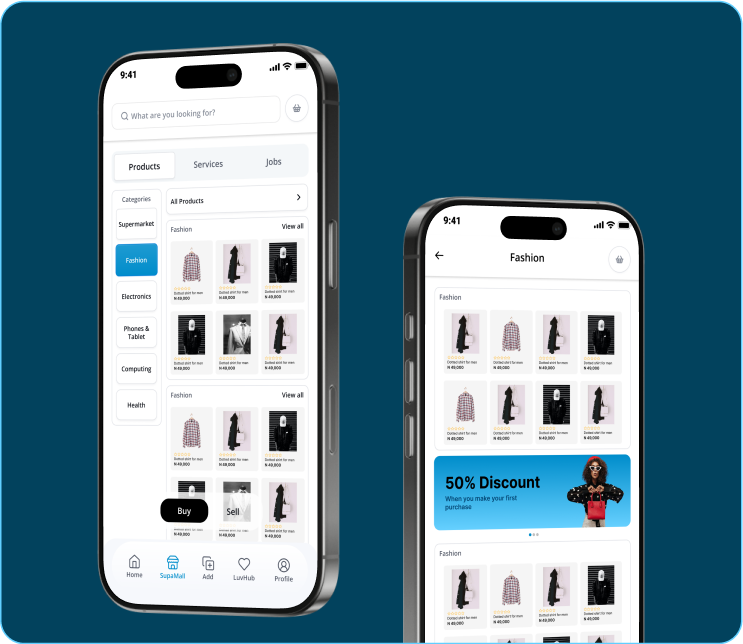 9:41
What are you looking for?
Products Services Jobs
Categories
Supermarket
Fashion
Electronics
Phones &
Tablet
Computing
Health
All Products
Fashion View all
Dotted shirt for men Dotted shirt for men Dotted shirt for men
N 49,000 N 49,000 N 49,000
Dotted shirt for men Dotted shirt for men Dotted shirt for men
N 49,000 N 49,000 N 49,000
Fashion View all
Dotted shirt for men Dotted shirt for men Dotted shirt for men
N 49,000 N 49,000 N 49,000
Buy Sell
Home SupaMall Add LuvHub Profile
9:41
Fashion
Fashion
Dotted shirt for men Dotted shirt for men Dotted shirt for men Dotted shirt for men
N 49,000 N 49,000 N 49,000 N 49,000
Dotted shirt for men Dotted shirt for men Dotted shirt for men Dotted shirt for men
N 49,000 N 49,000 N 49,000 N 49,000
50% Discount
When you make your first
purchase
Fashion
Dotted shirt for men Dotted shirt for men Dotted shirt for men Dotted shirt for men
N 49,000 N 49,000 N 49,000 N 49,000